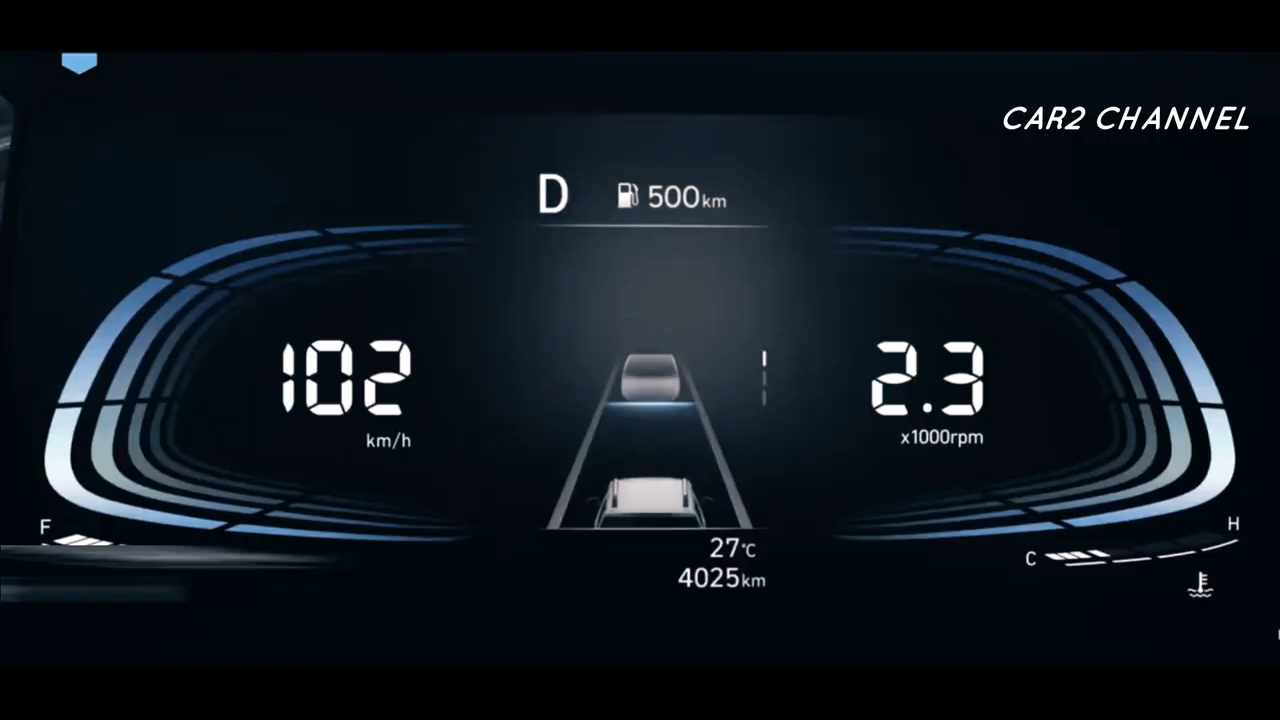 CAR2 CHANNEL
D 500km
102
km/h
2.3
x1000rpm
F
H
C
27°C
4025km